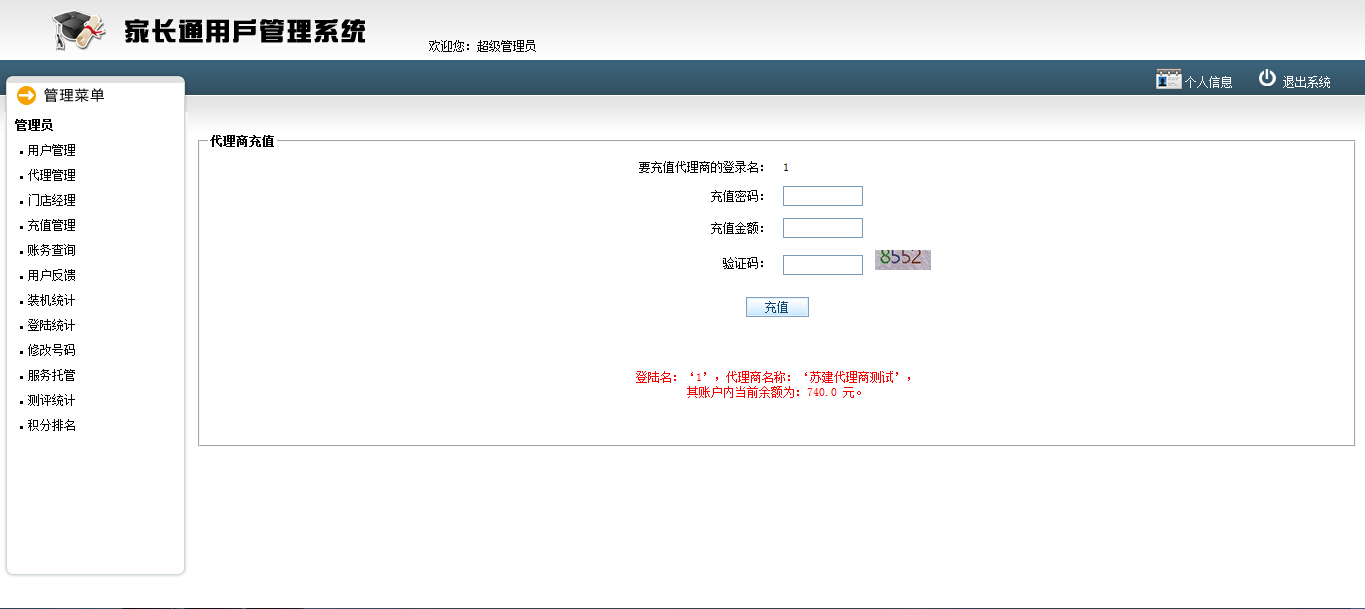 家长通用户管理系统
欢迎您：超级管理员
个人信息
退出系统
管理菜单
管理员
用户管理
代理管理
门店经理
充值管理
账务查询
用户反馈
装机统计
登陆统计
修改号码
服务托管
测评统计
积分排名
代理商充值
要充值代理商的登录名： 1
充值密码：
充值金额：
验证码： 8552
充值
登陆名：‘1’，代理商名称：‘苏建代理商测试’，
其账户内当前余额为：740.0 元。